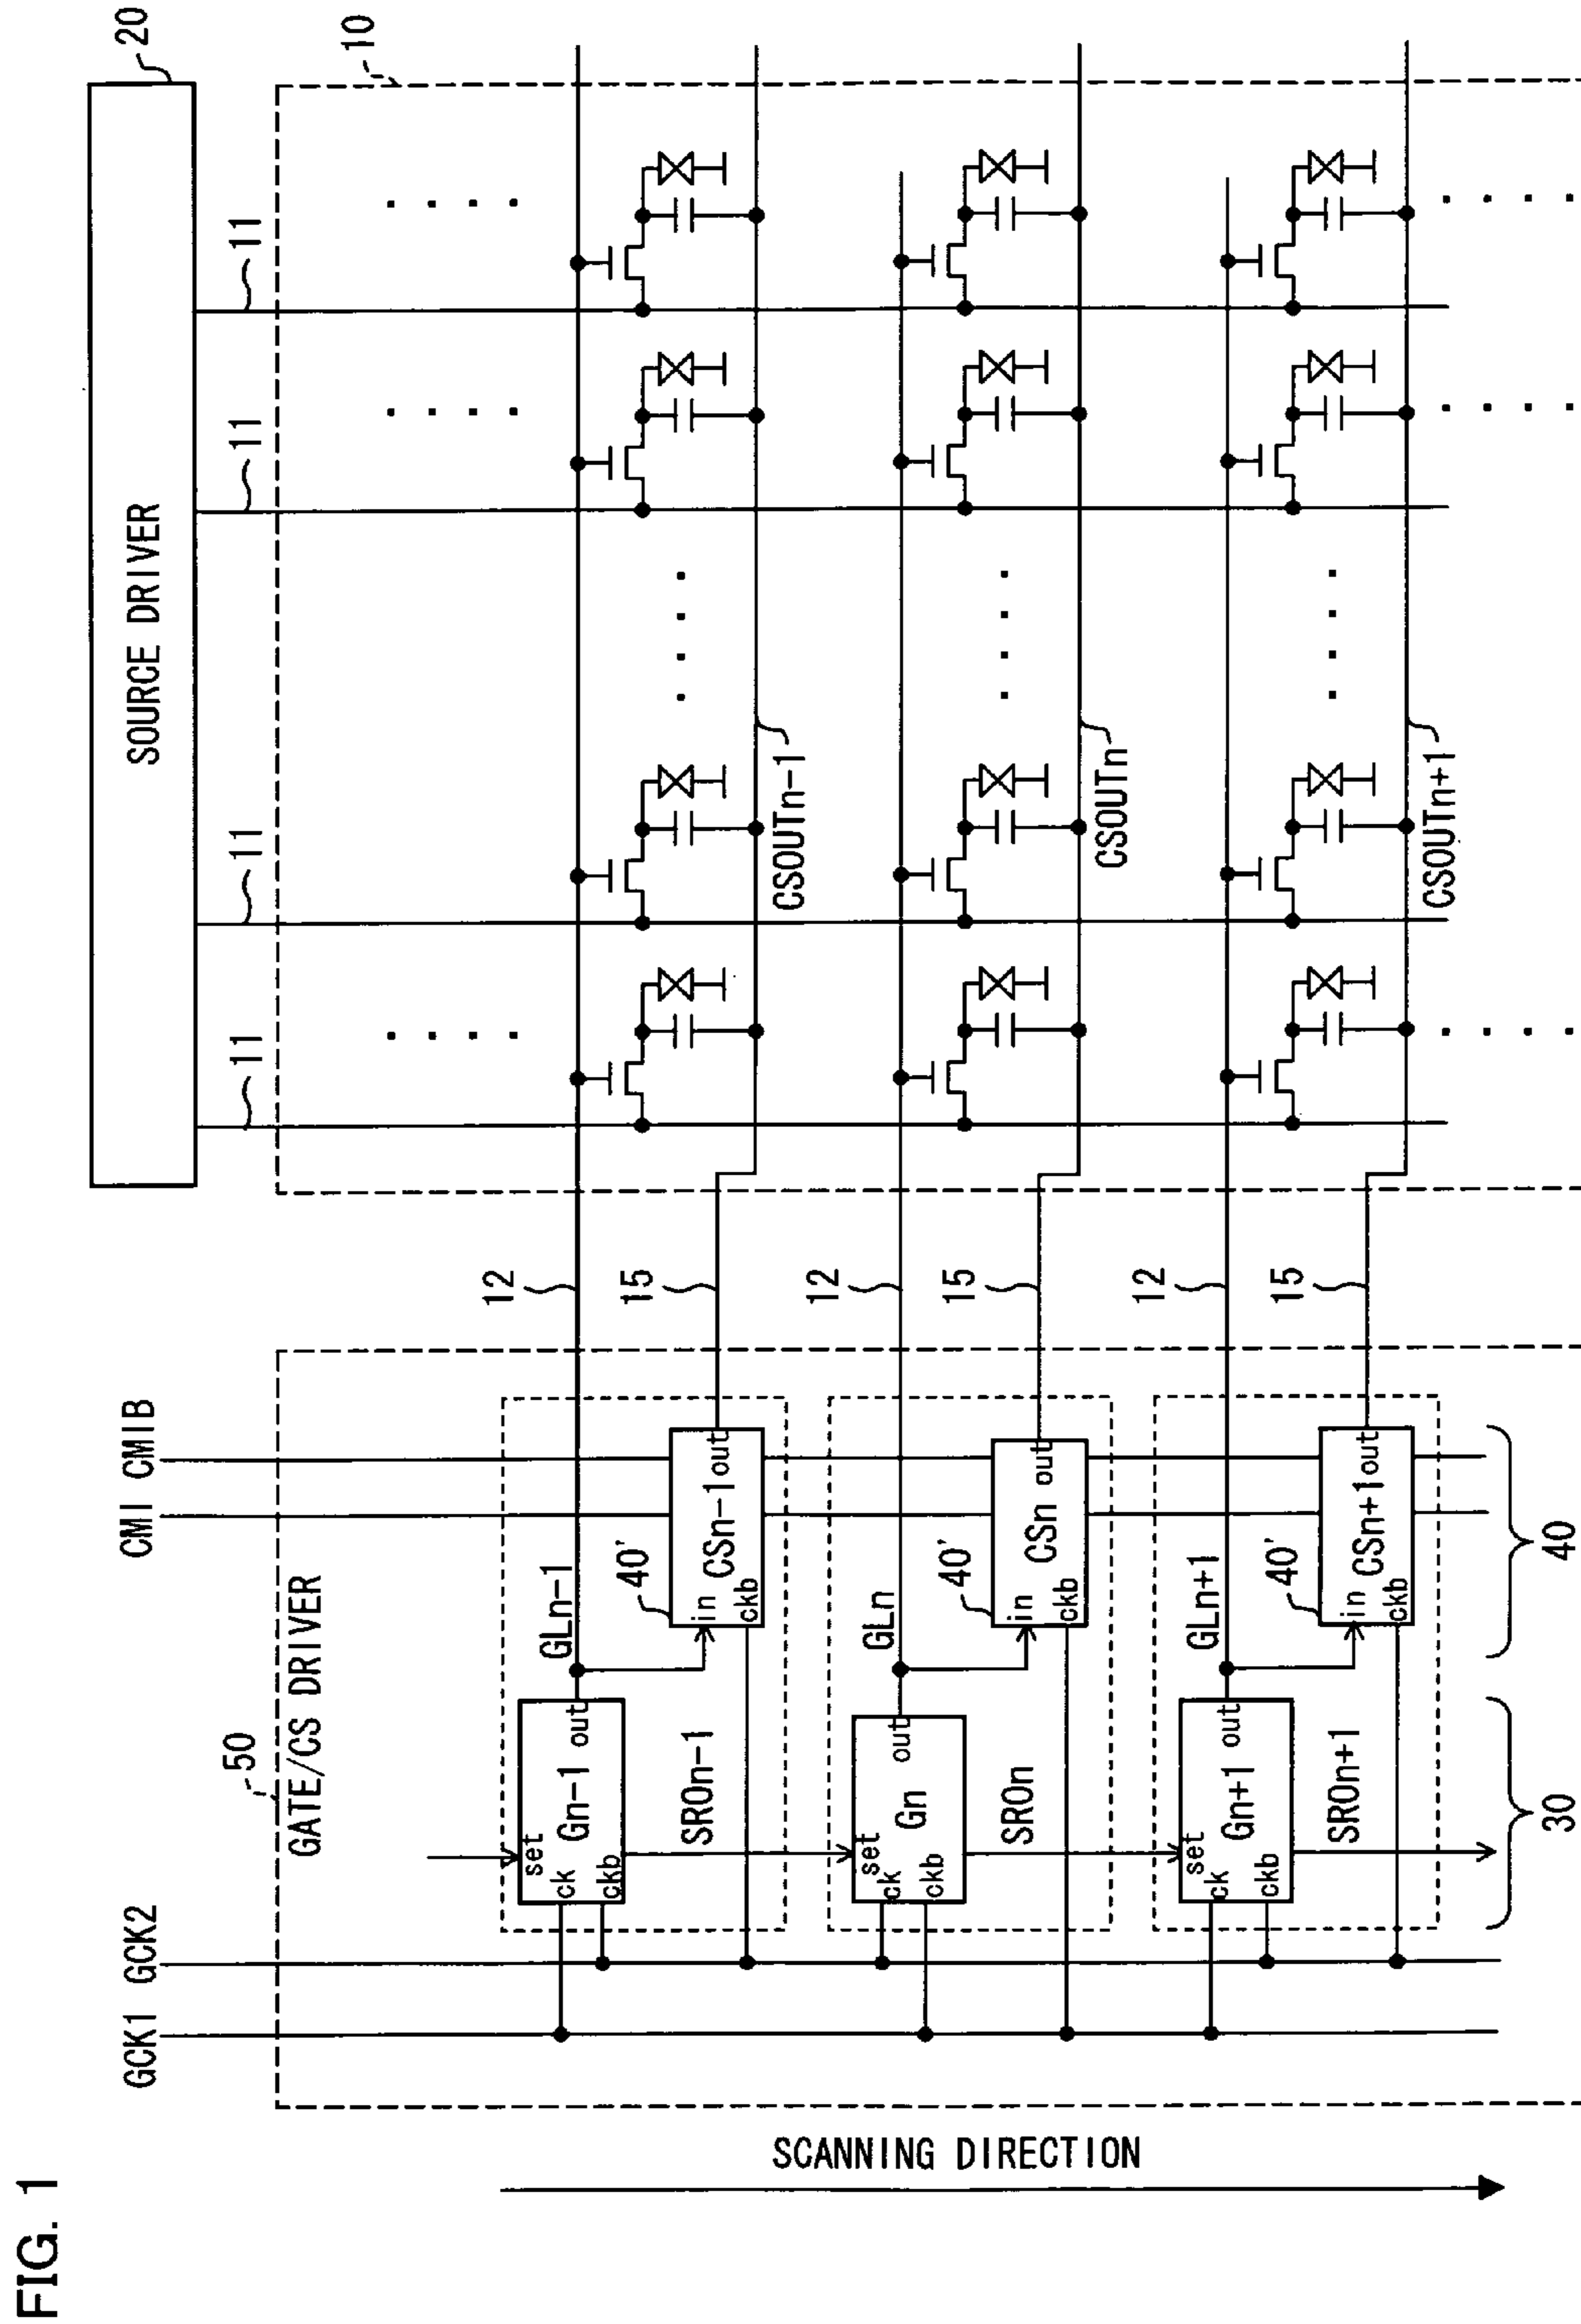 FIG. 1
SOURCE DRIVER
20
10
11
11
11
11
GCK1
GCK2
CMI
CMIB
50
GATE/CS DRIVER
set
ck
ckb
Gn-1
out
GLn-1
12
SROn-1
40'
in
ckb
CSn-1
out
15
CSOUTn-1
set
ck
ckb
Gn
out
GLn
12
SROn
40'
in
ckb
CSn
out
15
CSOUTn
set
ck
ckb
Gn+1
out
GLn+1
12
SROn+1
40'
in
ckb
CSn+1
out
15
CSOUTn+1
30
40
SCANNING DIRECTION